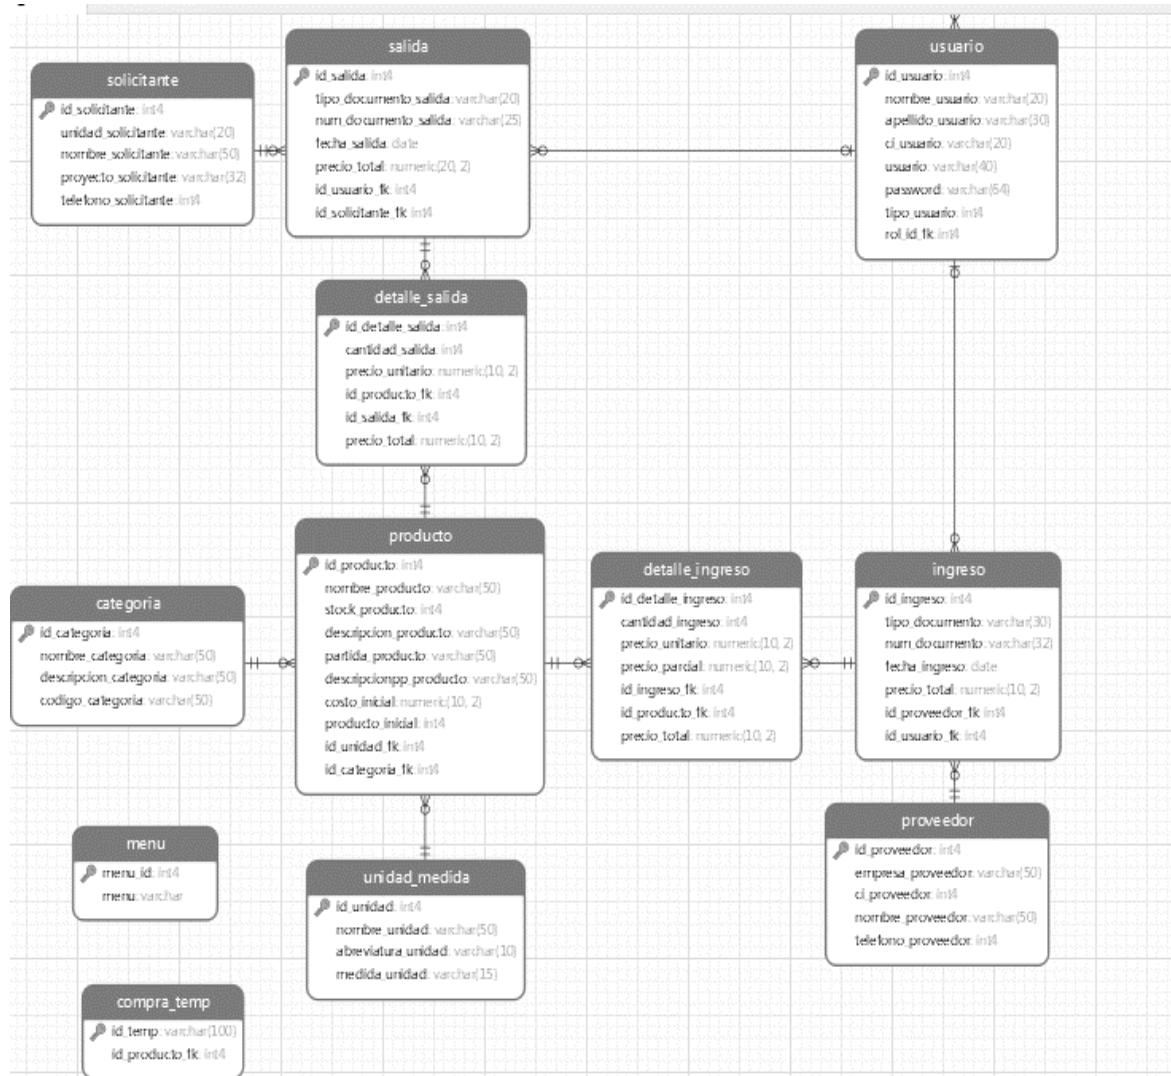 solicitante
id_solicitante: int4
unidad_solicitante: varchar(20)
nombre_solicitante: varchar(50)
proyecto_solicitante: varchar(32)
telefono_solicitante: int4
salida
id_salida: int4
tipo_documento_salida: varchar(20)
num_documento_salida: varchar(25)
fecha_salida: date
precio_total: numeric(20, 2)
id_usuario_fk: int4
id_solicitante_fk: int4
usuario
id_usuario: int4
nombre_usuario: varchar(20)
apellido_usuario: varchar(30)
ci_usuario: varchar(20)
usuario: varchar(40)
password: varchar(64)
tipo_usuario: int4
rol_id_fk: int4
detalle_salida
id_detalle_salida: int4
cantidad_salida: int4
precio_unitario: numeric(10, 2)
id_producto_fk: int4
id_salida_fk: int4
precio_total: numeric(10, 2)
categoria
id_categoria: int4
nombre_categoria: varchar(50)
descripcion_categoria: varchar(50)
codigo_categoria: varchar(50)
producto
id_producto: int4
nombre_producto: varchar(50)
stock_producto: int4
descripcion_producto: varchar(50)
partida_producto: varchar(50)
descripcionpp_producto: varchar(50)
costo_inicial: numeric(10, 2)
producto_inicial: int4
id_unidad_fk: int4
id_categoria_fk: int4
detalle_ingreso
id_detalle_ingreso: int4
cantidad_ingreso: int4
precio_unitario: numeric(10, 2)
precio_parcial: numeric(10, 2)
id_ingreso_fk: int4
id_producto_fk: int4
precio_total: numeric(10, 2)
ingreso
id_ingreso: int4
tipo_documento: varchar(30)
num_documento: varchar(32)
fecha_ingreso: date
precio_total: numeric(10, 2)
id_proveedor_fk: int4
id_usuario_fk: int4
menu
menu_id: int4
menu: varchar
unidad_medida
id_unidad: int4
nombre_unidad: varchar(50)
abreviatura_unidad: varchar(10)
medida_unidad: varchar(15)
proveedor
id_proveedor: int4
empresa_proveedor: varchar(50)
ci_proveedor: int4
nombre_proveedor: varchar(50)
telefono_proveedor: int4
compra_temp
id_temp: varchar(100)
id_producto_fk: int4